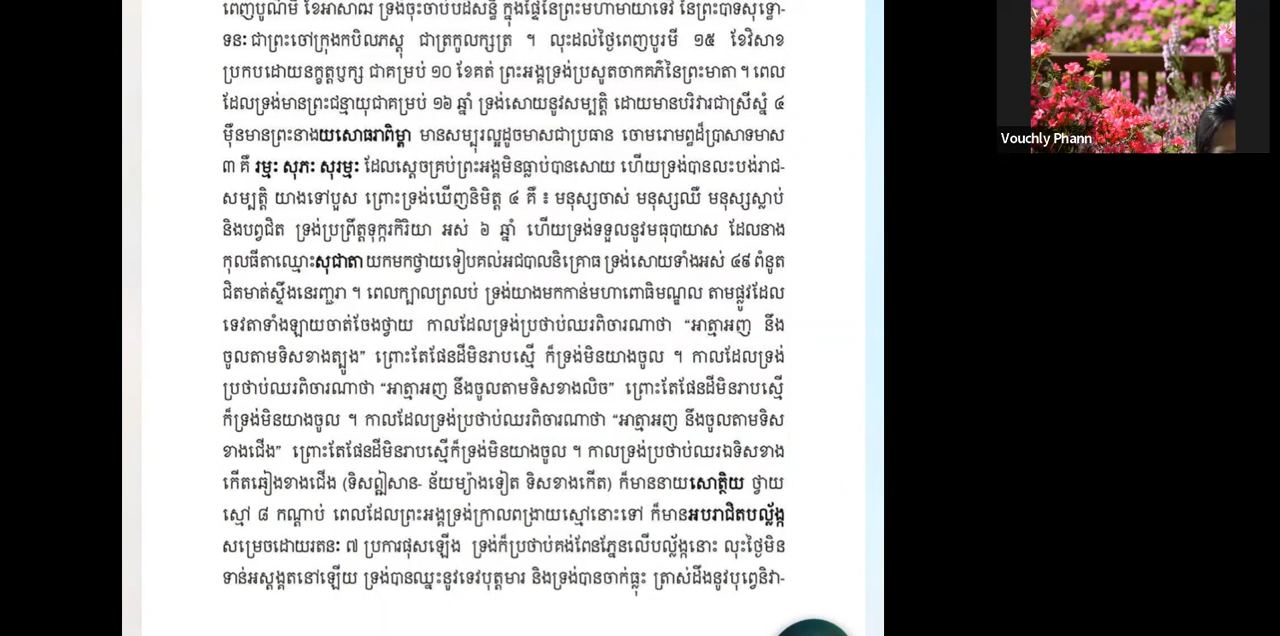 ពេញបូណ៌មី ខែអាសាឍ ទ្រង់ចុះចាប់បដិសន្ធិ ក្នុងផ្ទៃនៃព្រះមហាមាយាទេវី នៃព្រះបាទសុទ្ធោ-
ទនៈ ជាព្រះចៅក្រុងកបិលភស្តុ ជាត្រកូលក្សត្រ ។ លុះដល់ថ្ងៃពេញបូរមី ១៥ ខែវិសាខ
ប្រកបដោយនក្ខត្តឫក្ស ជាគម្រប់ ១០ ខែគត់ ព្រះអង្គទ្រង់ប្រសូតចាកគភ៌នៃព្រះមាតា ។ ពេល
ដែលទ្រង់មានព្រះជន្មាយុជាគម្រប់ ១៦ ឆ្នាំ ទ្រង់សោយនូវសម្បត្តិ ដោយមានបរិវារជាស្រីស្នំ ៤
ម៉ឺនមានព្រះនាងយសោធរាពិម្ពា មានសម្បុរល្អដូចមាសជាប្រធាន ចោមរោមព្ធដ៏ប្រាសាទមាស
៣ គឺ រម្មៈ សុភៈ សុរម្មៈ ដែលស្តេចគ្រប់ព្រះអង្គមិនធ្លាប់បានសោយ ហើយទ្រង់បានលះបង់រាជ-
សម្បត្តិ យាងទៅបួស ព្រោះទ្រង់ឃើញនិមិត្ត ៤ គឺ ៖ មនុស្សចាស់ មនុស្សឈឺ មនុស្សស្លាប់
និងបព្វជិត ទ្រង់ប្រព្រឹត្តទុក្ករកិរិយា អស់ ៦ ឆ្នាំ ហើយទ្រង់ទទួលនូវមធុបាយាស ដែលនាង
កុលធីតាឈ្មោះសុជាតា យកមកថ្វាយទៀបគល់អជបាលនិគ្រោធ ទ្រង់សោយទាំងអស់ ៤៩ ពំនូត
ជិតមាត់ស្ទឹងនេរញ្ជរា ។ ពេលក្បាលព្រលប់ ទ្រង់យាងមកកាន់មហាពោធិមណ្ឌល តាមផ្លូវដែល
ទេវតាទាំងឡាយចាត់ចែងថ្វាយ កាលដែលទ្រង់ប្រថាប់ឈរពិចារណាថា “អាត្មាអញ នឹង
ចូលតាមទិសខាងត្បូង” ព្រោះតែផែនដីមិនរាបស្មើ ក៏ទ្រង់មិនយាងចូល ។ កាលដែលទ្រង់
ប្រថាប់ឈរពិចារណាថា “អាត្មាអញ នឹងចូលតាមទិសខាងលិច” ព្រោះតែផែនដីមិនរាបស្មើ
ក៏ទ្រង់មិនយាងចូល ។ កាលដែលទ្រង់ប្រថាប់ឈរពិចារណាថា “អាត្មាអញ នឹងចូលតាមទិស
ខាងជើង” ព្រោះតែផែនដីមិនរាបស្មើក៏ទ្រង់មិនយាងចូល ។ កាលទ្រង់ប្រថាប់ឈរឯទិសខាង
កើតឆៀងខាងជើង (ទិសឦសាន- ន័យម្យ៉ាងទៀត ទិសខាងកើត) ក៏មាននាយសោត្ថិយ ថ្វាយ
ស្មៅ ៨ កណ្តាប់ ពេលដែលព្រះអង្គទ្រង់ក្រាលពង្រាយស្មៅនោះទៅ ក៏មានអបរាជិតបល្ល័ង្ក
សម្រេចដោយរតនៈ ៧ ប្រការផុសឡើង ទ្រង់ក៏ប្រថាប់គង់ពែនភ្នែនលើបល្ល័ង្កនោះ លុះថ្ងៃមិន
ទាន់អស្តង្គតនៅឡើយ ទ្រង់បានឈ្នះនូវទេវបុត្តមារ និងទ្រង់បានចាក់ធ្លុះ ត្រាស់ដឹងនូវបុព្វេនិវា-
Vouchly Phann